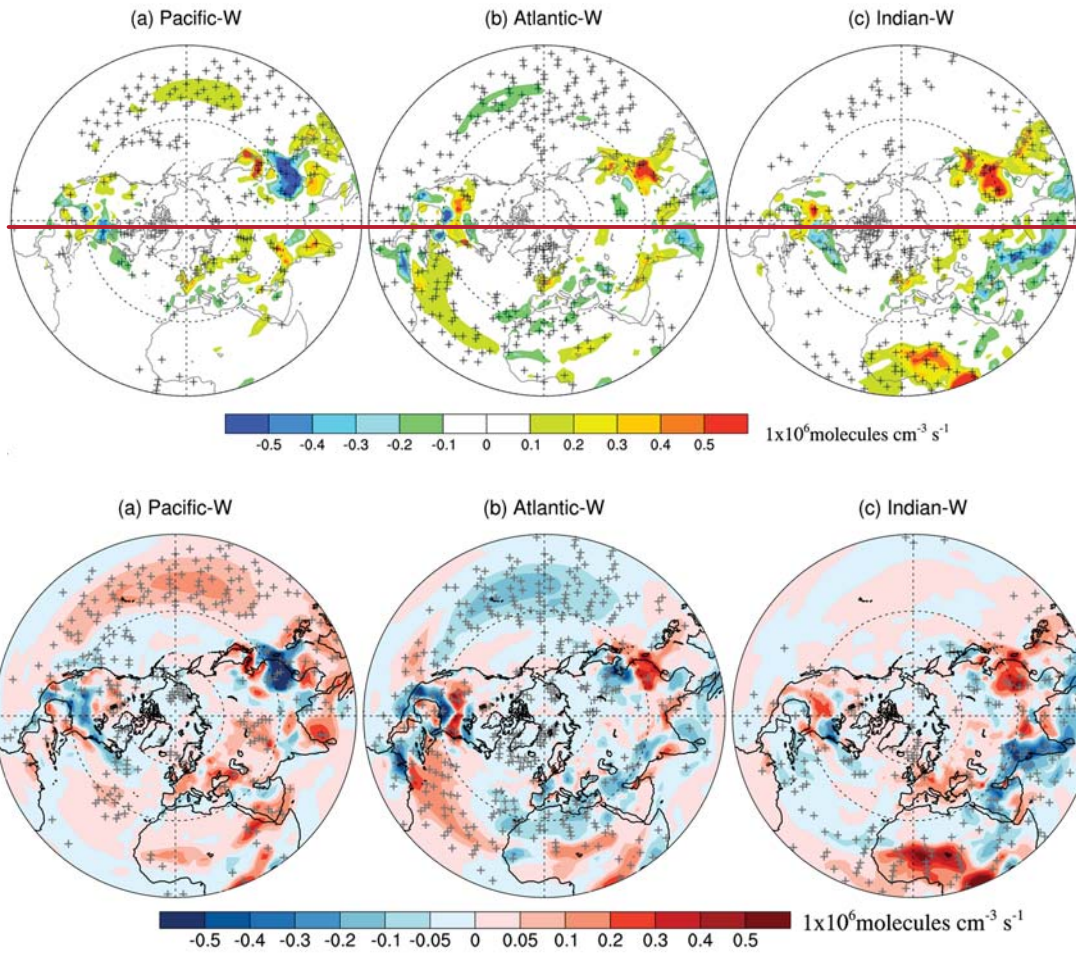 (a) Pacific-W (b) Atlantic-W (c) Indian-W
-0.5 -0.4 -0.3 -0.2 -0.1 0 0.1 0.2 0.3 0.4 0.5 1x10⁶molecules cm⁻³ s⁻¹
(a) Pacific-W (b) Atlantic-W (c) Indian-W
-0.5 -0.4 -0.3 -0.2 -0.1 -0.05 0 0.05 0.1 0.2 0.3 0.4 0.5 1x10⁶molecules cm⁻³ s⁻¹